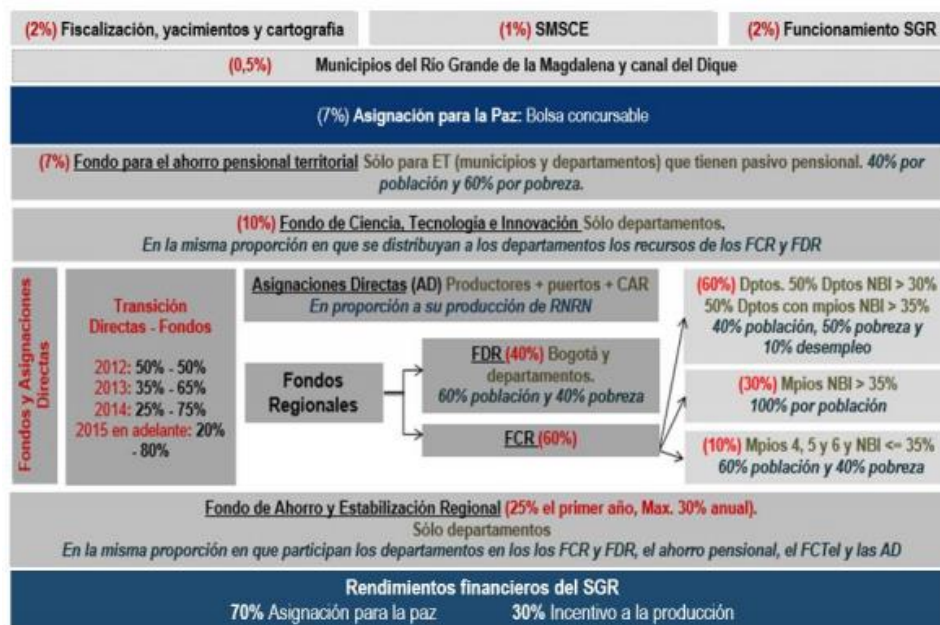 (2%) Fiscalización, yacimientos y cartografía
(1%) SMSCE
(2%) Funcionamiento SGR
(0,5%) Municipios del Río Grande de la Magdalena y canal del Dique
(7%) Asignación para la Paz: Bolsa concursable
(7%) Fondo para el ahorro pensional territorial Sólo para ET (municipios y departamentos) que tienen pasivo pensional. 40% por
población y 60% por pobreza.
(10%) Fondo de Ciencia, Tecnología e Innovación Sólo departamentos.
En la misma proporción en que se distribuyan a los departamentos los recursos de los FCR y FDR
Fondos y Asignaciones
Directas
Transición
Directas - Fondos
2012: 50% - 50%
2013: 35% - 65%
2014: 25% - 75%
2015 en adelante: 20%
- 80%
Asignaciones Directas (AD) Productores + puertos + CAR
En proporción a su producción de RNRN
Fondos
Regionales
FDR (40%) Bogotá y
departamentos.
60% población y 40% pobreza
FCR (60%)
(60%) Dptos. 50% Dptos NBI > 30%
50% Dptos con mpios NBI > 35%
40% población, 50% pobreza y
10% desempleo
(30%) Mpios NBI > 35%
100% por población
(10%) Mpios 4, 5 y 6 y NBI <= 35%
60% población y 40% pobreza
Fondo de Ahorro y Estabilización Regional (25% el primer año, Max. 30% anual).
Sólo departamentos
En la misma proporción en que participan los departamentos en los los FCR y FDR, el ahorro pensional, el FCTeI y las AD
Rendimientos financieros del SGR
70% Asignación para la paz
30% Incentivo a la producción